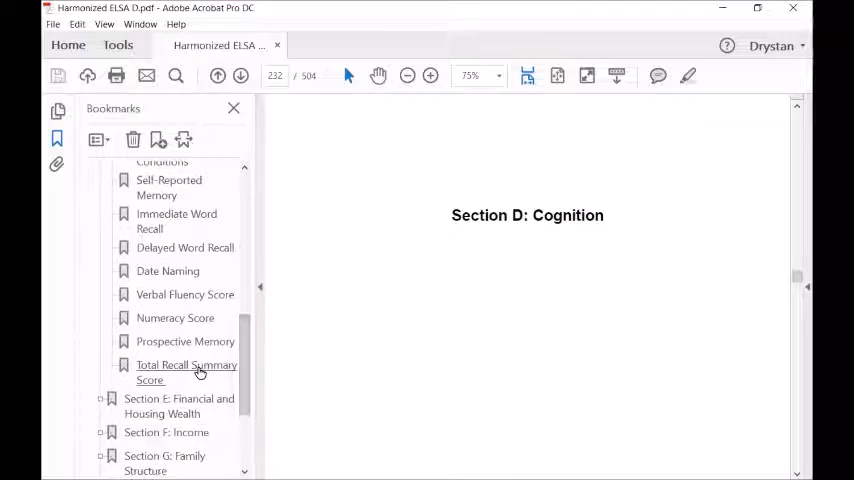 Harmonized ELSA D.pdf - Adobe Acrobat Pro DC
File Edit View Window Help
Home Tools Harmonized ELSA ... × Drystan
232 / 504 75%
Bookmarks
Conditions
Self-Reported
Memory
Immediate Word
Recall
Delayed Word Recall
Date Naming
Verbal Fluency Score
Numeracy Score
Prospective Memory
Total Recall Summary
Score
Section E: Financial and
Housing Wealth
Section F: Income
Section G: Family
Structure
Section D: Cognition